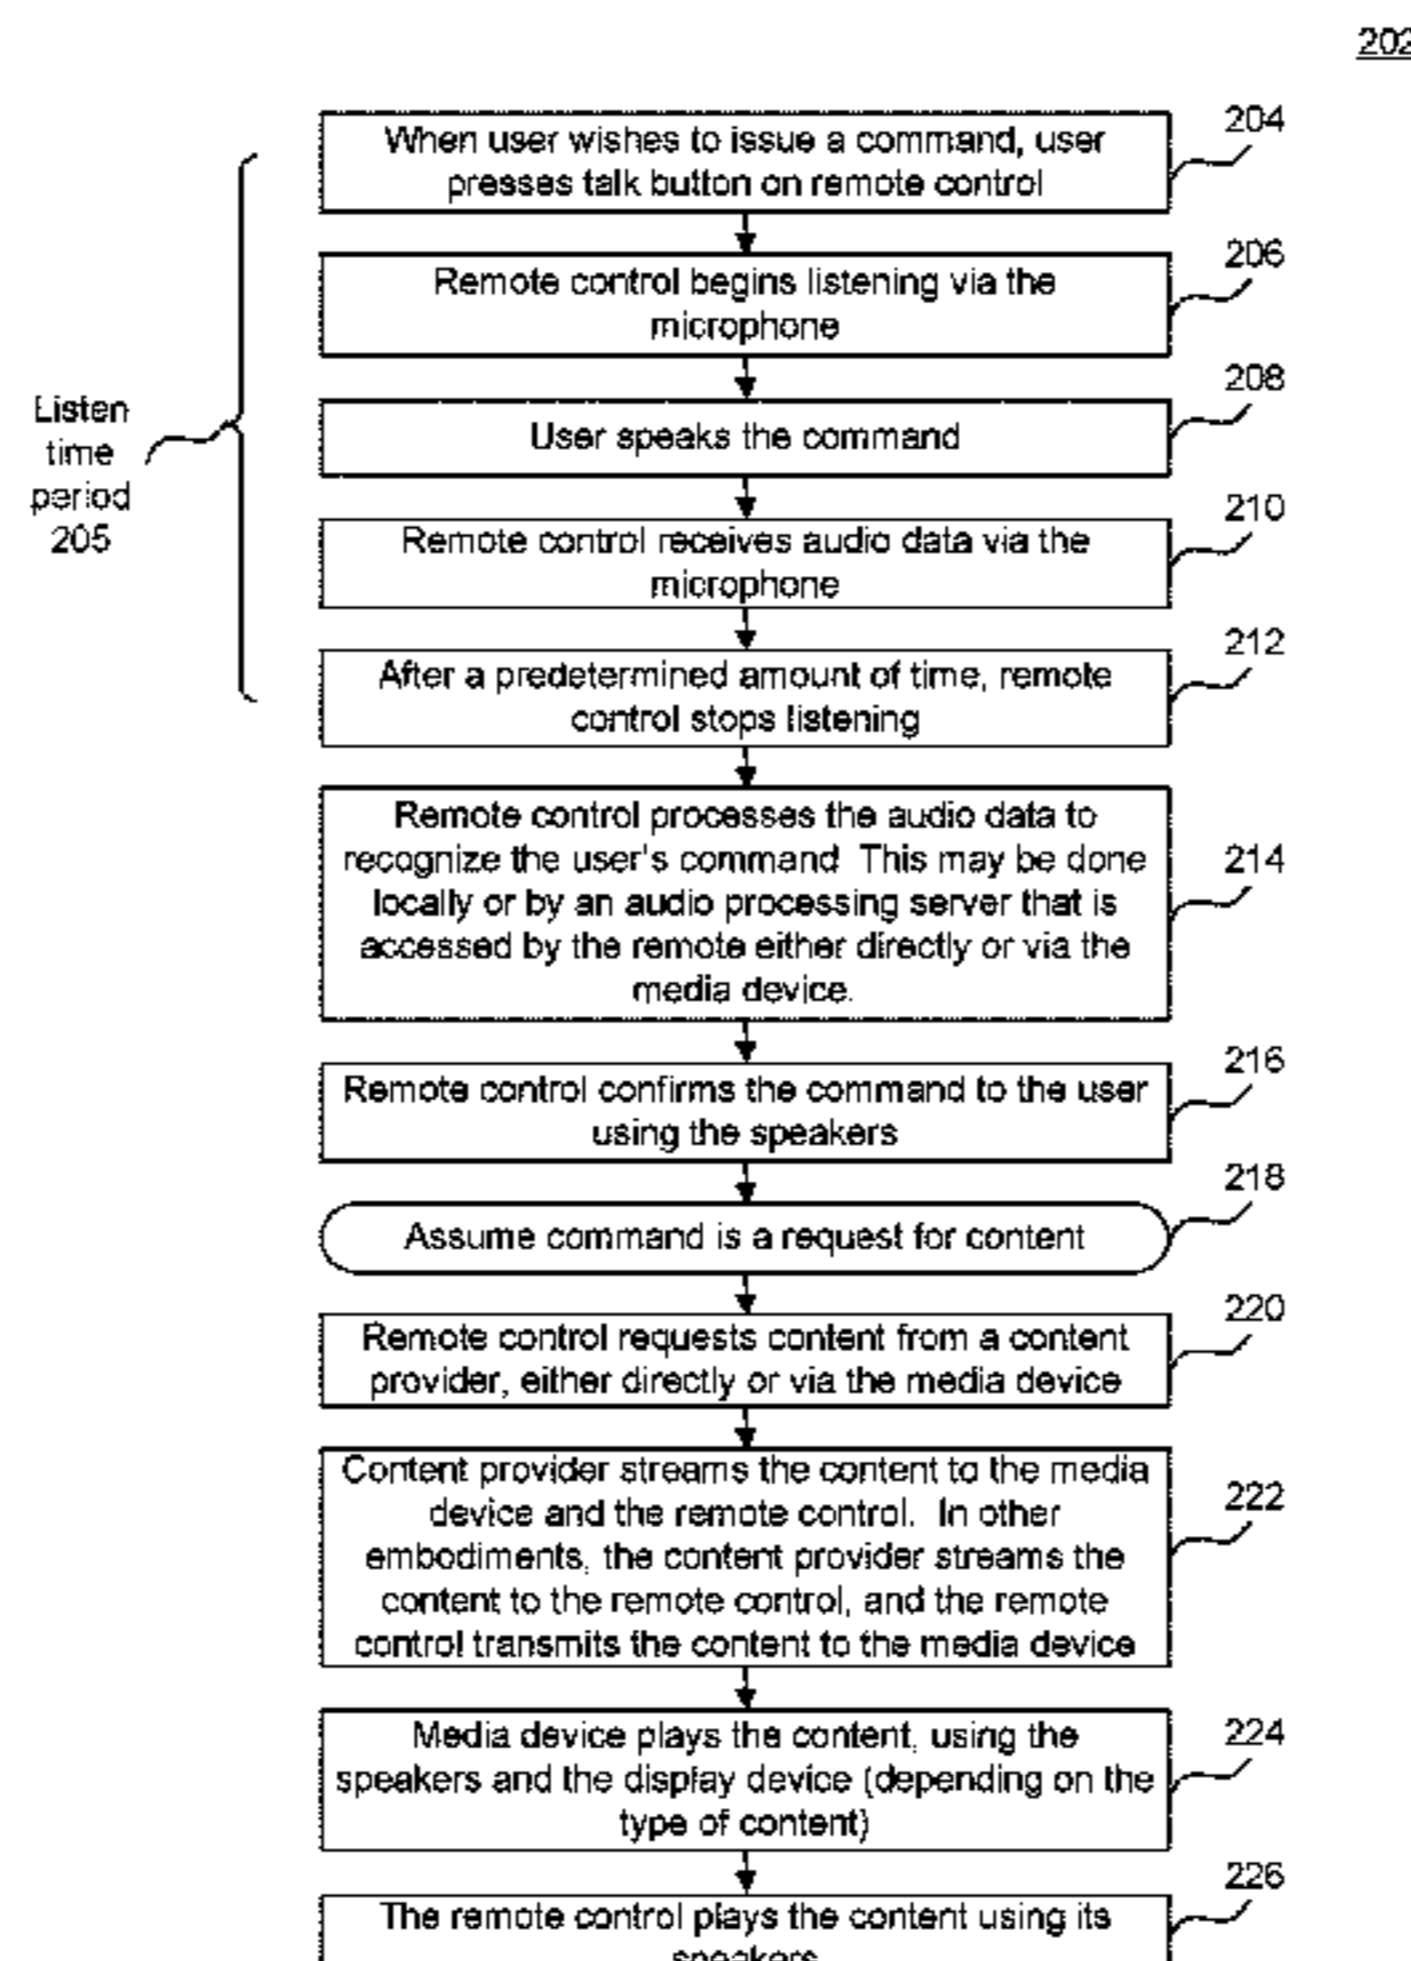 202
When user wishes to issue a command, user
presses talk button on remote control
204
Remote control begins listening via the
microphone
206
User speaks the command
208
Listen
time
period
205
Remote control receives audio data via the
microphone
210
After a predetermined amount of time, remote
control stops listening
212
Remote control processes the audio data to
recognize the user's command This may be done
locally or by an audio processing server that is
accessed by the remote either directly or via the
media device.
214
Remote control confirms the command to the user
using the speakers
216
Assume command is a request for content
218
Remote control requests content from a content
provider, either directly or via the media device
220
Content provider streams the content to the media
device and the remote control. In other
embodiments, the content provider streams the
content to the remote control, and the remote
control transmits the content to the media device
222
Media device plays the content, using the
speakers and the display device (depending on the
type of content)
224
The remote control plays the content using its
speakers
226